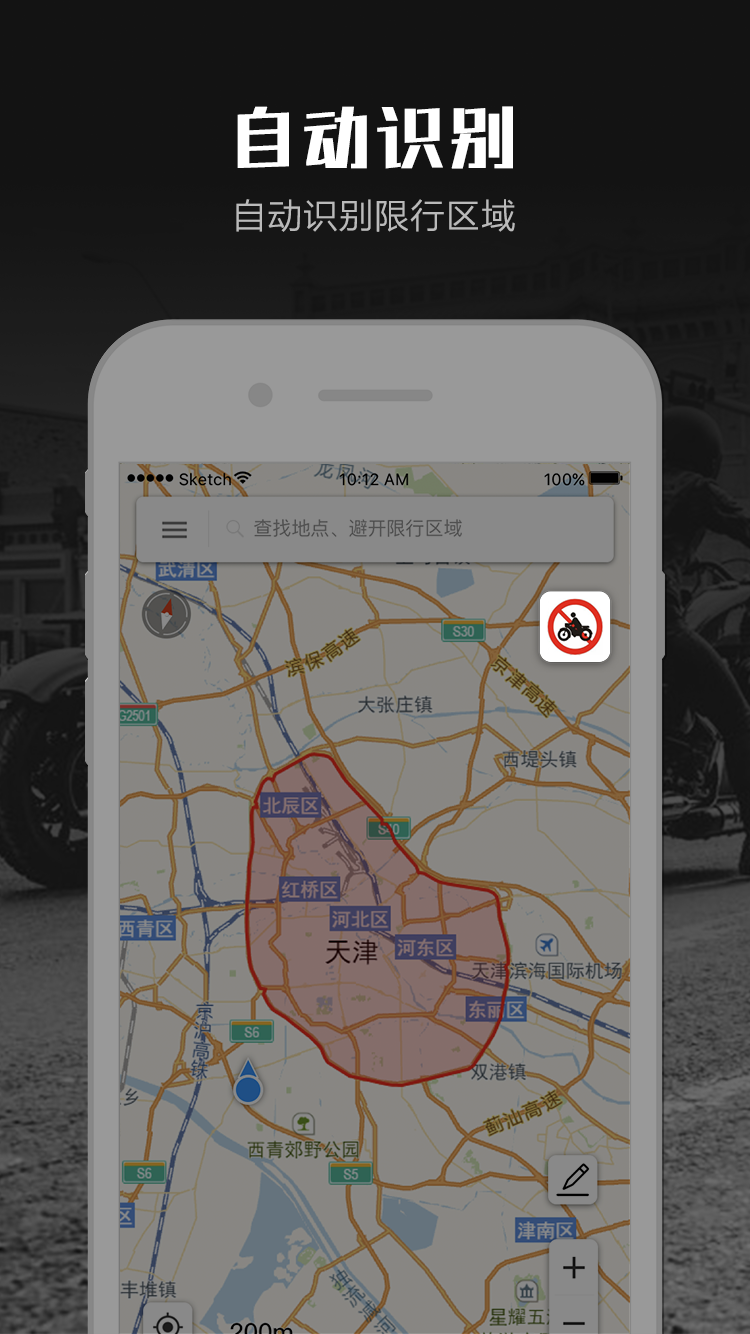 自动识别
自动识别限行区域
Sketch
10:12 AM
100%
查找地点、避开限行区域
武清区
S30
滨保高速
京津高速
大张庄镇
G2501
西堤头镇
北辰区
S40
红桥区
河北区
西青区
天津
河东区
天津滨海国际机场
东丽区
京沪高铁
S6
双港镇
蓟汕高速
西青郊野公园
S6
S5
区
津南区
丰堆镇
独流减河
星耀五
200m